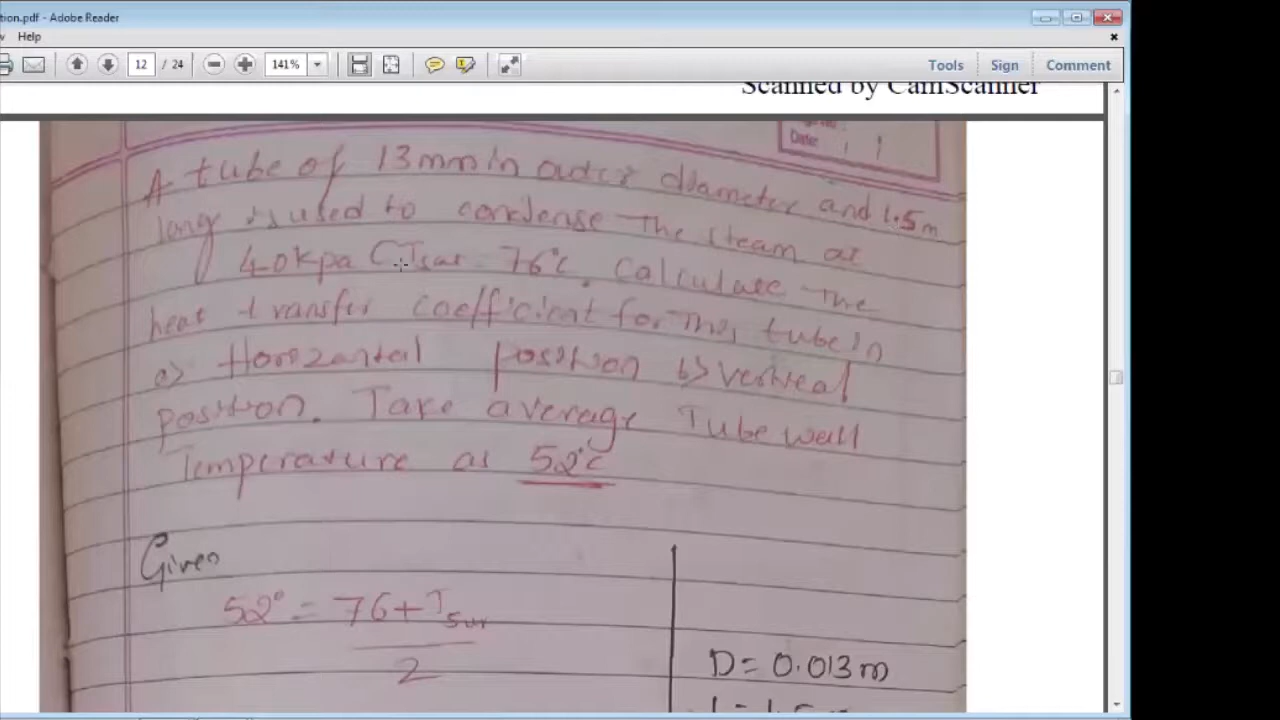 tion.pdf - Adobe Reader
Help
12 / 24
141%
Tools Sign Comment
Scanned by CamScanner
Date:
A tube of 13mm in outer diameter and 1.5m
long is used to condense the steam at
40kpa (Tsat = 76°c. Calculate the
heat transfer coefficient for this tube in
a> Horizantal position b> vertical
position. Take average Tube wall
Temperature as 52°c
Given
52° = 76 + Tsur
2
D = 0.013m